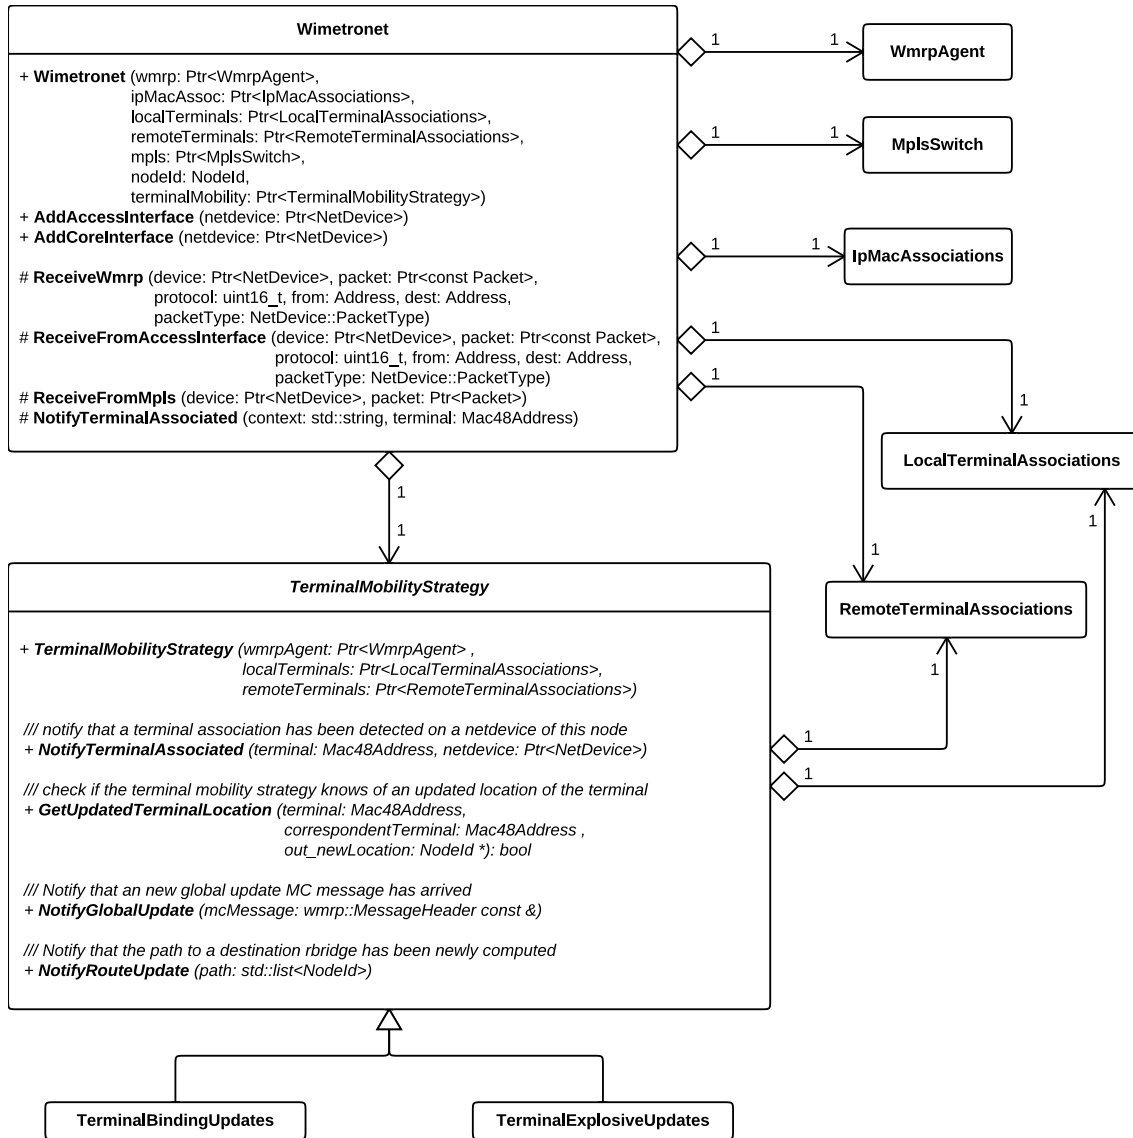 Wimetronet
+ Wimetronet (wmrp: Ptr<WmrpAgent>,
ipMacAssoc: Ptr<IpMacAssociations>,
localTerminals: Ptr<LocalTerminalAssociations>,
remoteTerminals: Ptr<RemoteTerminalAssociations>,
mpls: Ptr<MplsSwitch>,
nodeId: NodeId,
terminalMobility: Ptr<TerminalMobilityStrategy>)
+ AddAccessInterface (netdevice: Ptr<NetDevice>)
+ AddCoreInterface (netdevice: Ptr<NetDevice>)
# ReceiveWmrp (device: Ptr<NetDevice>, packet: Ptr<const Packet>,
protocol: uint16_t, from: Address, dest: Address,
packetType: NetDevice::PacketType)
# ReceiveFromAccessInterface (device: Ptr<NetDevice>, packet: Ptr<const Packet>,
protocol: uint16_t, from: Address, dest: Address,
packetType: NetDevice::PacketType)
# ReceiveFromMpls (device: Ptr<NetDevice>, packet: Ptr<Packet>)
# NotifyTerminalAssociated (context: std::string, terminal: Mac48Address)
1 1
WmrpAgent
1 1
MplsSwitch
1 1
IpMacAssociations
1
1
1
LocalTerminalAssociations
1
1
RemoteTerminalAssociations
1
1
1
TerminalMobilityStrategy
+ TerminalMobilityStrategy (wmrpAgent: Ptr<WmrpAgent> ,
localTerminals: Ptr<LocalTerminalAssociations>,
remoteTerminals: Ptr<RemoteTerminalAssociations>)
/// notify that a terminal association has been detected on a netdevice of this node
+ NotifyTerminalAssociated (terminal: Mac48Address, netdevice: Ptr<NetDevice>)
/// check if the terminal mobility strategy knows of an updated location of the terminal
+ GetUpdatedTerminalLocation (terminal: Mac48Address,
correspondentTerminal: Mac48Address ,
out_newLocation: NodeId *): bool
/// Notify that an new global update MC message has arrived
+ NotifyGlobalUpdate (mcMessage: wmrp::MessageHeader const &)
/// Notify that the path to a destination rbridge has been newly computed
+ NotifyRouteUpdate (path: std::list<NodeId>)
1
1
1
TerminalBindingUpdates
TerminalExplosiveUpdates